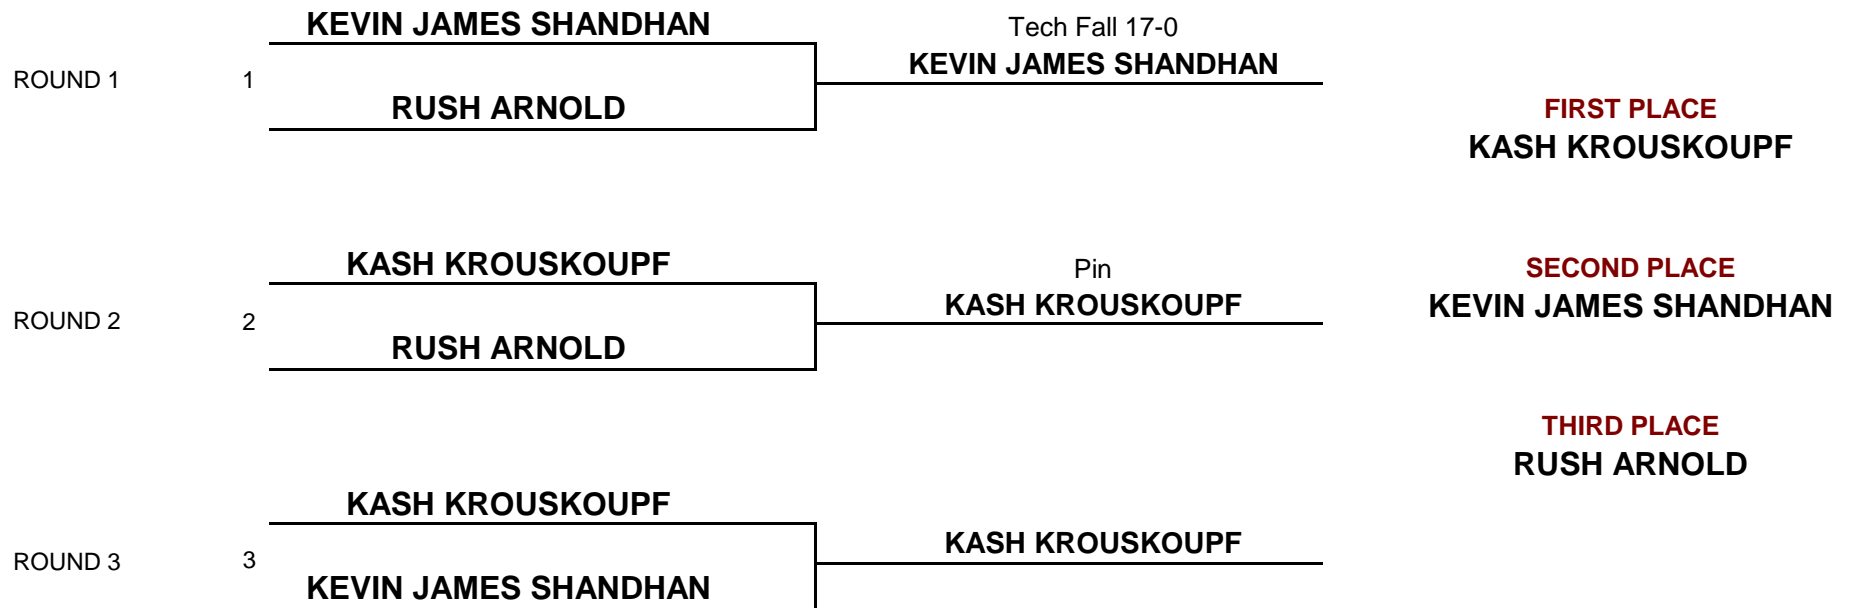 KEVIN JAMES SHANDHAN
Tech Fall 17-0
KEVIN JAMES SHANDHAN
ROUND 1
1
RUSH ARNOLD
FIRST PLACE
KASH KROUSKOUPF
KASH KROUSKOUPF
Pin
SECOND PLACE
KASH KROUSKOUPF
KEVIN JAMES SHANDHAN
ROUND 2
2
RUSH ARNOLD
THIRD PLACE
RUSH ARNOLD
KASH KROUSKOUPF
KASH KROUSKOUPF
ROUND 3
3
KEVIN JAMES SHANDHAN